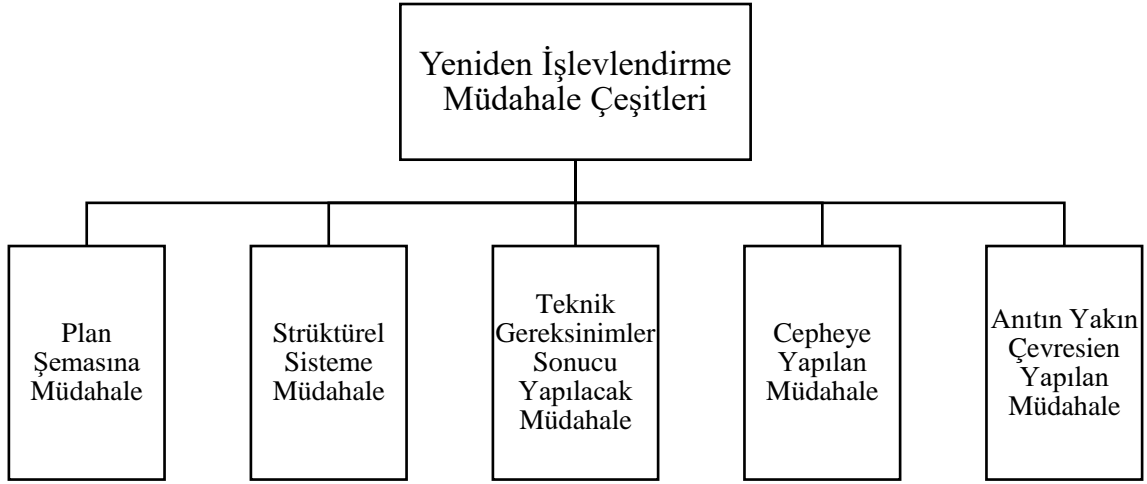 Yeniden İşlevlendirme
Müdahale Çeşitleri
Plan
Şemasına
Müdahale
Strüktürel
Sisteme
Müdahale
Teknik
Gereksinimler
Sonucu
Yapılacak
Müdahale
Cepheye
Yapılan
Müdahale
Anıtın Yakın
Çevresien
Yapılan
Müdahale